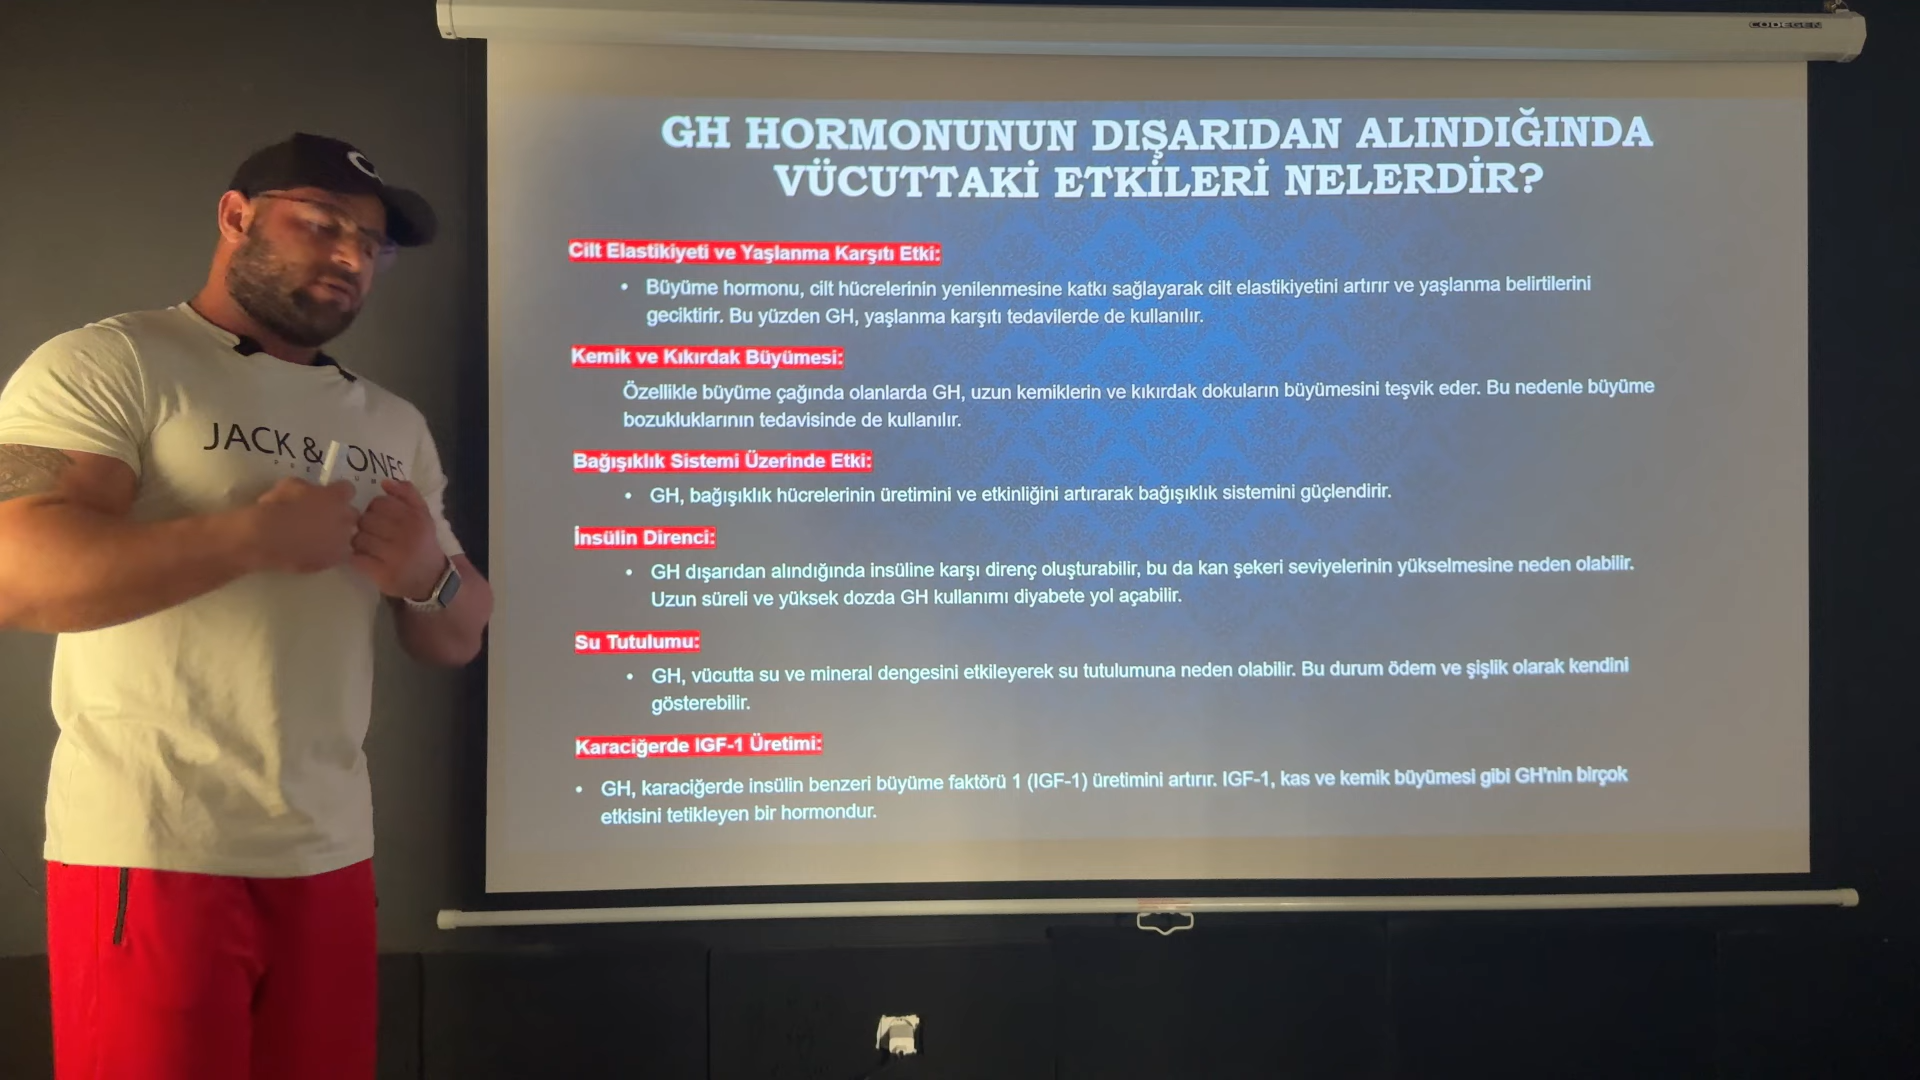 CODEGEN
GH HORMONUNUN DIŞARIDAN ALINDIĞINDA
VÜCUTTAKİ ETKİLERİ NELERDİR?
Cilt Elastikiyeti ve Yaşlanma Karşıtı Etki:
• Büyüme hormonu, cilt hücrelerinin yenilenmesine katkı sağlayarak cilt elastikiyetini artırır ve yaşlanma belirtilerini
geciktirir. Bu yüzden GH, yaşlanma karşıtı tedavilerde de kullanılır.
Kemik ve Kıkırdak Büyümesi:
Özellikle büyüme çağında olanlarda GH, uzun kemiklerin ve kıkırdak dokuların büyümesini teşvik eder. Bu nedenle büyüme
bozukluklarının tedavisinde de kullanılır.
Bağışıklık Sistemi Üzerinde Etki:
• GH, bağışıklık hücrelerinin üretimini ve etkinliğini artırarak bağışıklık sistemini güçlendirir.
İnsülin Direnci:
• GH dışarıdan alındığında insüline karşı direnç oluşturabilir, bu da kan şekeri seviyelerinin yükselmesine neden olabilir.
Uzun süreli ve yüksek dozda GH kullanımı diyabete yol açabilir.
Su Tutulumu:
• GH, vücutta su ve mineral dengesini etkileyerek su tutulumuna neden olabilir. Bu durum ödem ve şişlik olarak kendini
gösterebilir.
Karaciğerde IGF-1 Üretimi:
• GH, karaciğerde insülin benzeri büyüme faktörü 1 (IGF-1) üretimini artırır. IGF-1, kas ve kemik büyümesi gibi GH'nin birçok
etkisini tetikleyen bir hormondur.
JACK & JONES